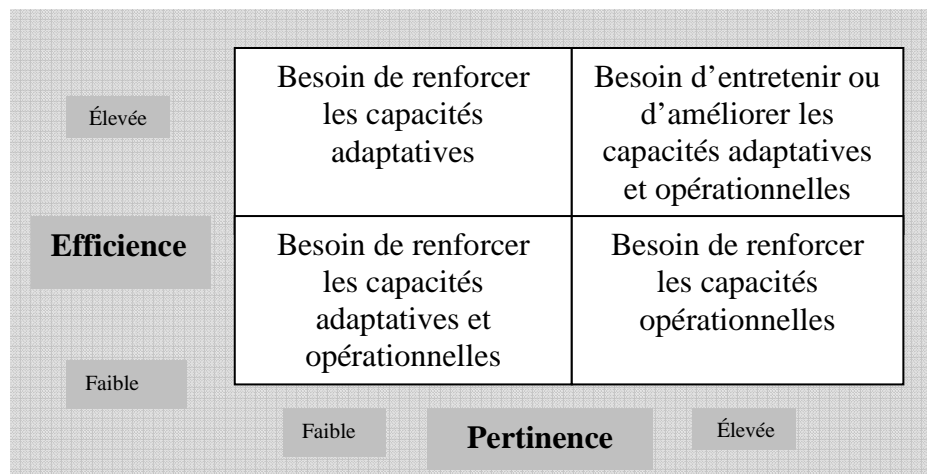 Élevée
Besoin de renforcer
les capacités
adaptatives
Besoin d’entretenir ou
d’améliorer les
capacités adaptatives
et opérationnelles
Efficience
Besoin de renforcer
les capacités
adaptatives et
opérationnelles
Besoin de renforcer
les capacités
opérationnelles
Faible
Faible
Pertinence
Élevée